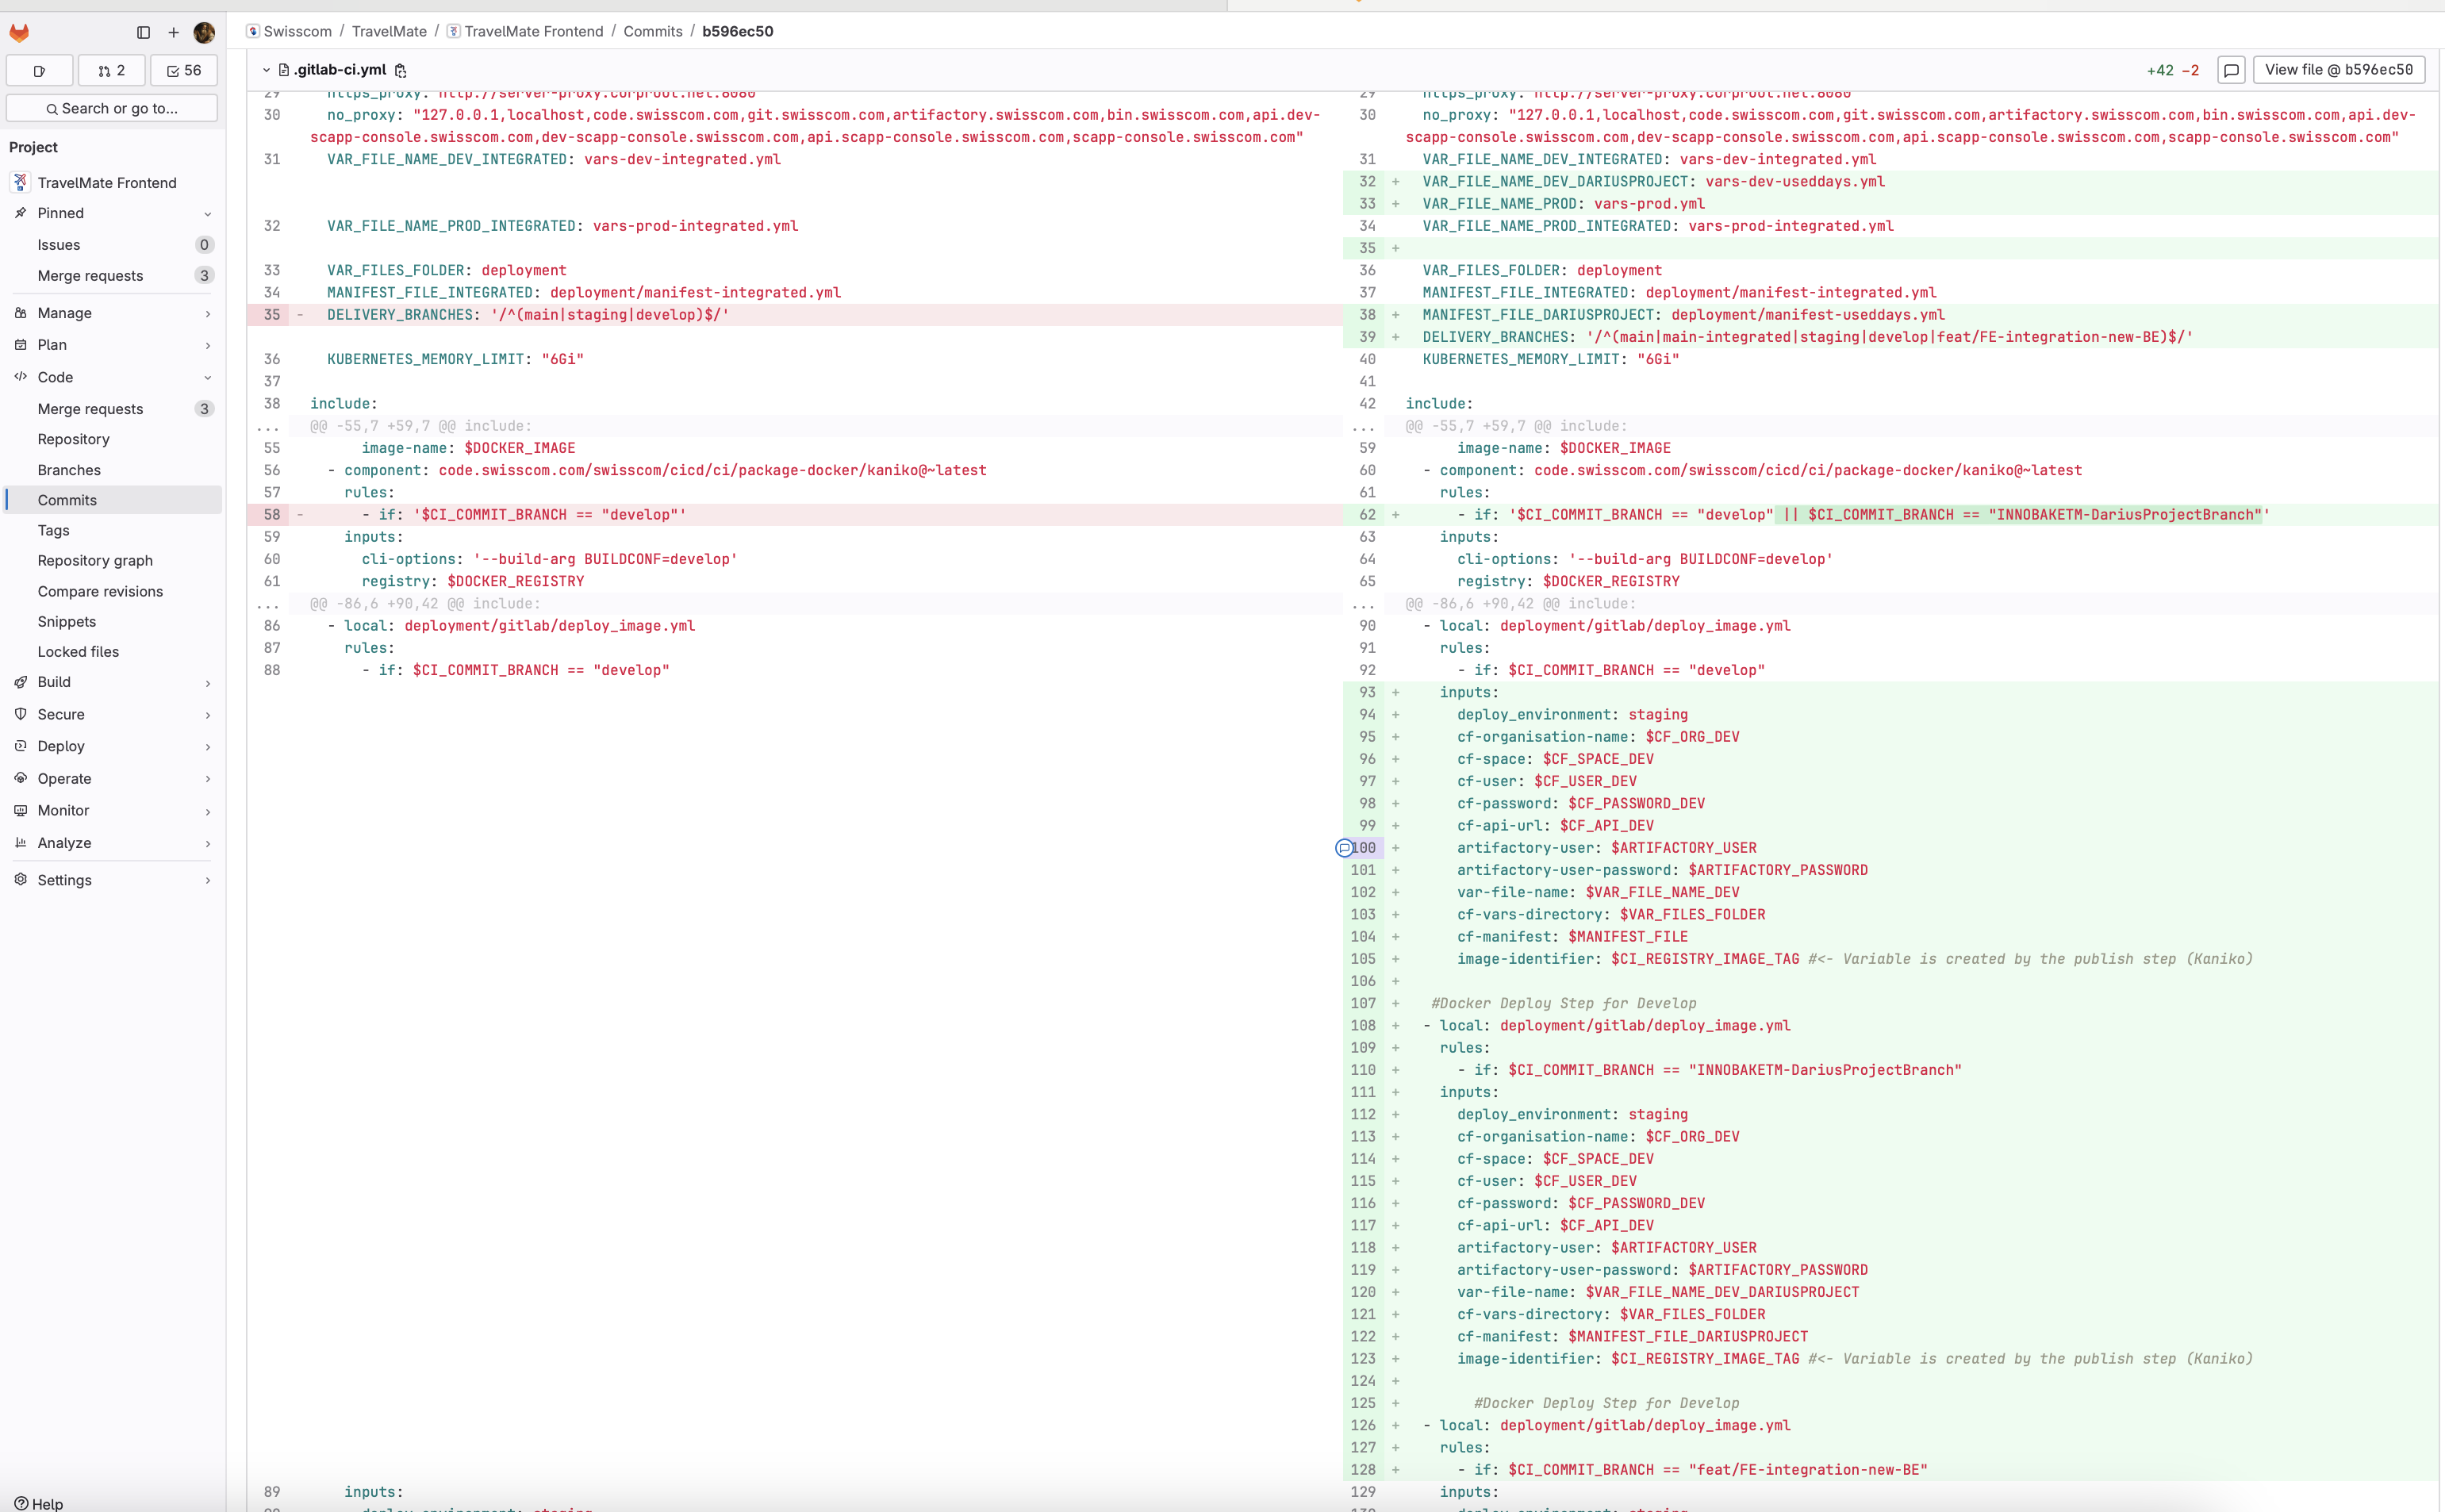 Swisscom / TravelMate / TravelMate Frontend / Commits / b596ec50
2
56
Search or go to...
Project
TravelMate Frontend
Pinned
Issues 0
Merge requests 3
Manage
Plan
Code
Merge requests 3
Repository
Branches
Commits
Tags
Repository graph
Compare revisions
Snippets
Locked files
Build
Secure
Deploy
Operate
Monitor
Analyze
Settings
Help
.gitlab-ci.yml
+42 −2
View file @ b596ec50
29 https_proxy: http://server-proxy.corproot.net:8080
30 no_proxy: "127.0.0.1,localhost,code.swisscom.com,git.swisscom.com,artifactory.swisscom.com,bin.swisscom.com,api.dev-
scapp-console.swisscom.com,dev-scapp-console.swisscom.com,api.scapp-console.swisscom.com,scapp-console.swisscom.com"
31 VAR_FILE_NAME_DEV_INTEGRATED: vars-dev-integrated.yml
32 VAR_FILE_NAME_PROD_INTEGRATED: vars-prod-integrated.yml
33 VAR_FILES_FOLDER: deployment
34 MANIFEST_FILE_INTEGRATED: deployment/manifest-integrated.yml
35 - DELIVERY_BRANCHES: '/^(main|staging|develop)$/'
36 KUBERNETES_MEMORY_LIMIT: "6Gi"
37
38 include:
... @@ -55,7 +59,7 @@ include:
55 image-name: $DOCKER_IMAGE
56 - component: code.swisscom.com/swisscom/cicd/ci/package-docker/kaniko@~latest
57 rules:
58 - - if: '$CI_COMMIT_BRANCH == "develop"'
59 inputs:
60 cli-options: '--build-arg BUILDCONF=develop'
61 registry: $DOCKER_REGISTRY
... @@ -86,6 +90,42 @@ include:
86 - local: deployment/gitlab/deploy_image.yml
87 rules:
88 - if: $CI_COMMIT_BRANCH == "develop"
89 inputs:
29 https_proxy: http://server-proxy.corproot.net:8080
30 no_proxy: "127.0.0.1,localhost,code.swisscom.com,git.swisscom.com,artifactory.swisscom.com,bin.swisscom.com,api.dev-
scapp-console.swisscom.com,dev-scapp-console.swisscom.com,api.scapp-console.swisscom.com,scapp-console.swisscom.com"
31 VAR_FILE_NAME_DEV_INTEGRATED: vars-dev-integrated.yml
32 + VAR_FILE_NAME_DEV_DARIUSPROJECT: vars-dev-useddays.yml
33 + VAR_FILE_NAME_PROD: vars-prod.yml
34 VAR_FILE_NAME_PROD_INTEGRATED: vars-prod-integrated.yml
35 +
36 VAR_FILES_FOLDER: deployment
37 MANIFEST_FILE_INTEGRATED: deployment/manifest-integrated.yml
38 + MANIFEST_FILE_DARIUSPROJECT: deployment/manifest-useddays.yml
39 + DELIVERY_BRANCHES: '/^(main|main-integrated|staging|develop|feat/FE-integration-new-BE)$/'
40 KUBERNETES_MEMORY_LIMIT: "6Gi"
41
42 include:
... @@ -55,7 +59,7 @@ include:
59 image-name: $DOCKER_IMAGE
60 - component: code.swisscom.com/swisscom/cicd/ci/package-docker/kaniko@~latest
61 rules:
62 + - if: '$CI_COMMIT_BRANCH == "develop" || $CI_COMMIT_BRANCH == "INNOBAKETM-DariusProjectBranch"'
63 inputs:
64 cli-options: '--build-arg BUILDCONF=develop'
65 registry: $DOCKER_REGISTRY
... @@ -86,6 +90,42 @@ include:
90 - local: deployment/gitlab/deploy_image.yml
91 rules:
92 - if: $CI_COMMIT_BRANCH == "develop"
93 + inputs:
94 + deploy_environment: staging
95 + cf-organisation-name: $CF_ORG_DEV
96 + cf-space: $CF_SPACE_DEV
97 + cf-user: $CF_USER_DEV
98 + cf-password: $CF_PASSWORD_DEV
99 + cf-api-url: $CF_API_DEV
100 + artifactory-user: $ARTIFACTORY_USER
101 + artifactory-user-password: $ARTIFACTORY_PASSWORD
102 + var-file-name: $VAR_FILE_NAME_DEV
103 + cf-vars-directory: $VAR_FILES_FOLDER
104 + cf-manifest: $MANIFEST_FILE
105 + image-identifier: $CI_REGISTRY_IMAGE_TAG #<- Variable is created by the publish step (Kaniko)
106 +
107 + #Docker Deploy Step for Develop
108 + - local: deployment/gitlab/deploy_image.yml
109 + rules:
110 + - if: $CI_COMMIT_BRANCH == "INNOBAKETM-DariusProjectBranch"
111 + inputs:
112 + deploy_environment: staging
113 + cf-organisation-name: $CF_ORG_DEV
114 + cf-space: $CF_SPACE_DEV
115 + cf-user: $CF_USER_DEV
116 + cf-password: $CF_PASSWORD_DEV
117 + cf-api-url: $CF_API_DEV
118 + artifactory-user: $ARTIFACTORY_USER
119 + artifactory-user-password: $ARTIFACTORY_PASSWORD
120 + var-file-name: $VAR_FILE_NAME_DEV_DARIUSPROJECT
121 + cf-vars-directory: $VAR_FILES_FOLDER
122 + cf-manifest: $MANIFEST_FILE_DARIUSPROJECT
123 + image-identifier: $CI_REGISTRY_IMAGE_TAG #<- Variable is created by the publish step (Kaniko)
124 +
125 + #Docker Deploy Step for Develop
126 + - local: deployment/gitlab/deploy_image.yml
127 + rules:
128 + - if: $CI_COMMIT_BRANCH == "feat/FE-integration-new-BE"
129 inputs: